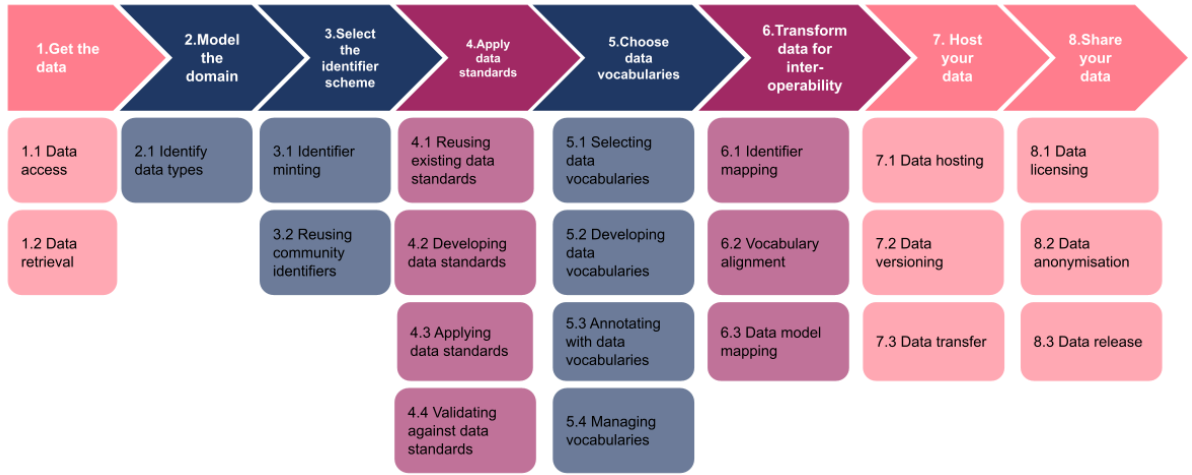 1.Get the
data
2.Model
the
domain
3.Select
the
identifier
scheme
4.Apply
data
standards
5.Choose
data
vocabularies
6.Transform
data for
inter-
operability
7. Host
your
data
8.Share
your
data
1.1 Data
access
2.1 Identify
data types
3.1 Identifier
minting
4.1 Reusing
existing data
standards
5.1 Selecting
data
vocabularies
6.1 Identifier
mapping
7.1 Data hosting
8.1 Data
licensing
1.2 Data
retrieval
3.2 Reusing
community
identifiers
4.2 Developing
data standards
5.2
Developing
data
vocabularies
6.2 Vocabulary
alignment
7.2 Data
versioning
8.2 Data
anonymisation
4.3 Applying
data standards
5.3 Annotating
with data
vocabularies
6.3 Data model
mapping
7.3 Data transfer
8.3 Data release
4.4 Validating
against data
standards
5.4 Managing
vocabularies